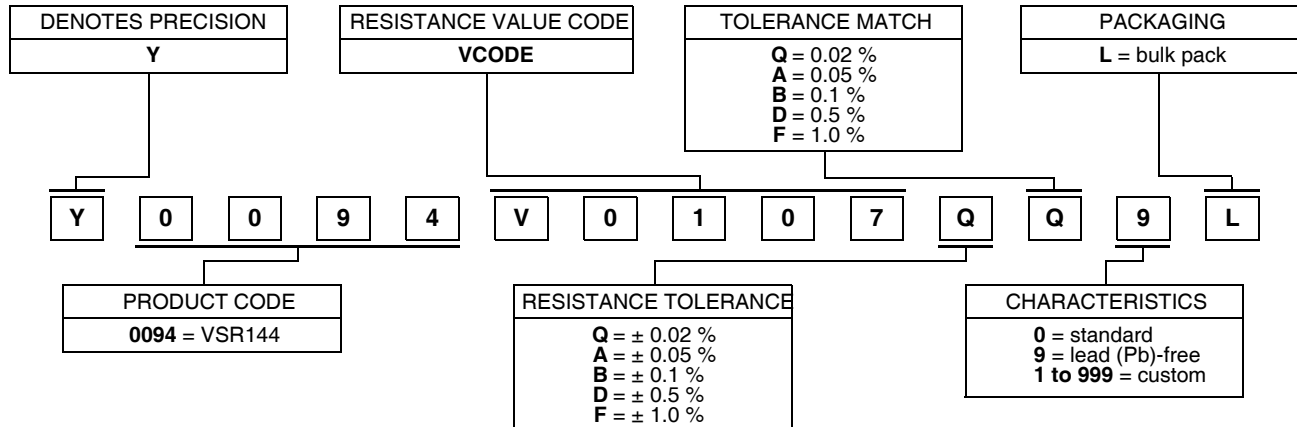 DENOTES PRECISION
Y
RESISTANCE VALUE CODE
VCODE
TOLERANCE MATCH
Q = 0.02 %
A = 0.05 %
B = 0.1 %
D = 0.5 %
F = 1.0 %
PACKAGING
L = bulk pack
Y 0 0 9 4 V 0 1 0 7 Q Q 9 L
PRODUCT CODE
0094 = VSR144
RESISTANCE TOLERANCE
Q = ± 0.02 %
A = ± 0.05 %
B = ± 0.1 %
D = ± 0.5 %
F = ± 1.0 %
CHARACTERISTICS
0 = standard
9 = lead (Pb)-free
1 to 999 = custom